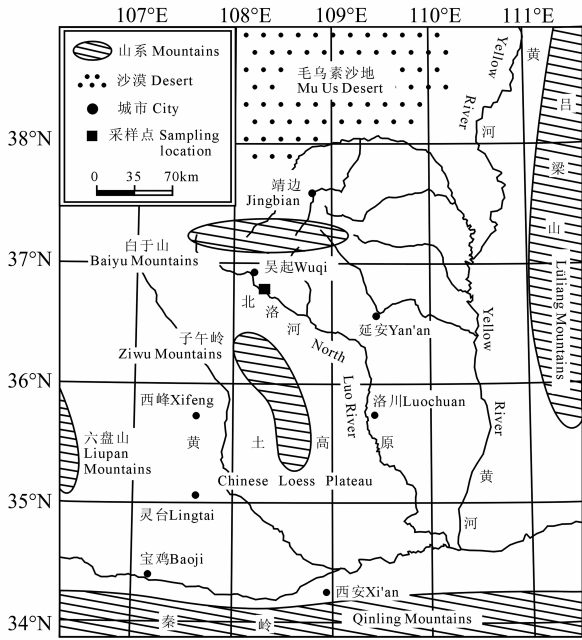 107°E 108°E 109°E 110°E 111°E
山系 Mountains
沙漠 Desert
城市 City
采样点 Sampling
location
0 35 70km
毛乌素沙地
Mu Us Desert
Yellow
River
黄
河
吕
梁
山
Lüliang Mountains
38°N
靖边
Jingbian
白于山
Baiyu Mountains
37°N
吴起Wuqi
北
洛
河
North
Luo River
延安Yan'an
Yellow
River
黄
河
子午岭
Ziwu Mountains
36°N
西峰Xifeng
洛川Luochuan
六盘山
Liupan
Mountains
黄 土 高 原
Chinese Loess Plateau
35°N
灵台Lingtai
宝鸡Baoji
西安Xi'an
34°N
秦 岭 Qinling Mountains